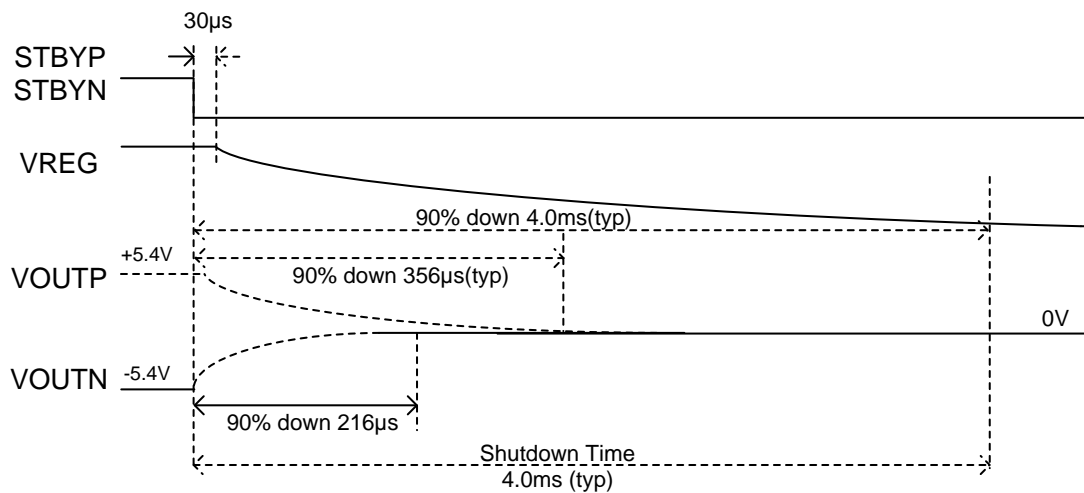 30µs
STBYP
STBYN
VREG
90% down 4.0ms(typ)
+5.4V
VOUTP
90% down 356µs(typ)
0V
-5.4V
VOUTN
90% down 216µs
Shutdown Time
4.0ms (typ)